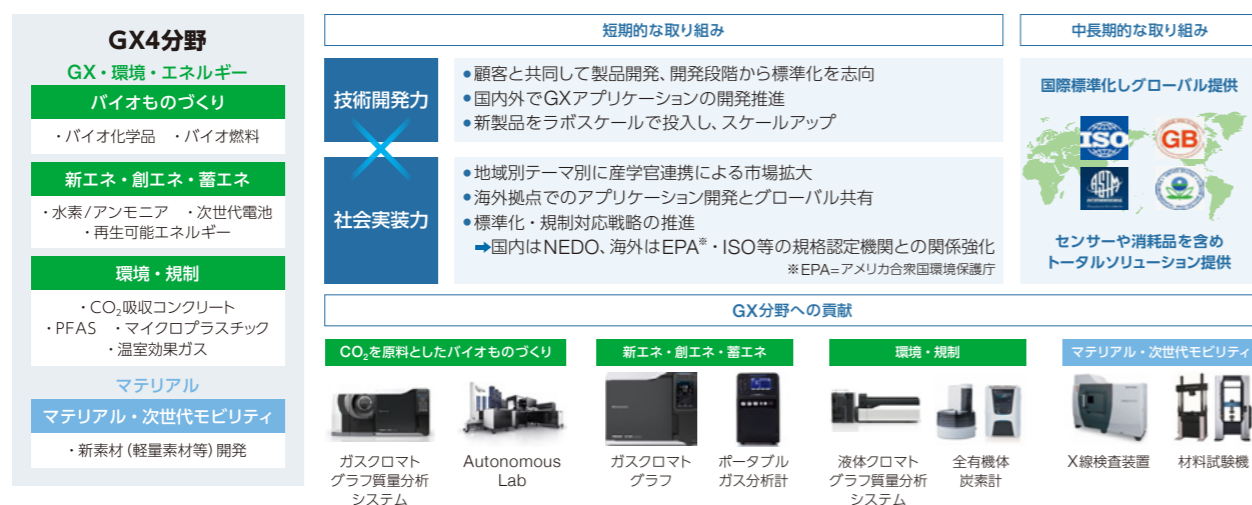 GX4分野
GX・環境・エネルギー
バイオものづくり
・バイオ化学品 ・バイオ燃料
新エネ・創エネ・蓄エネ
・水素/アンモニア ・次世代電池
・再生可能エネルギー
環境・規制
・CO₂吸収コンクリート
・PFAS ・マイクロプラスチック
・温室効果ガス
マテリアル
マテリアル・次世代モビリティ
・新素材（軽量素材等）開発
短期的な取り組み
技術開発力
●顧客と共同して製品開発、開発段階から標準化を志向
●国内外でGXアプリケーションの開発推進
●新製品をラボスケールで投入し、スケールアップ
社会実装力
●地域別テーマ別に産学官連携による市場拡大
●海外拠点でのアプリケーション開発とグローバル共有
●標準化・規制対応戦略の推進
➡国内はNEDO、海外はEPA※・ISO等の規格認定機関との関係強化
※EPA=アメリカ合衆国環境保護庁
中長期的な取り組み
国際標準化しグローバル提供
ISO
GB
ASTM
センサーや消耗品を含め
トータルソリューション提供
GX分野への貢献
CO₂を原料としたバイオものづくり
ガスクロマト
グラフ質量分析
システム
Autonomous
Lab
新エネ・創エネ・蓄エネ
ガスクロマト
グラフ
ポータブル
ガス分析計
環境・規制
液体クロマト
グラフ質量分析
システム
全有機体
炭素計
マテリアル・次世代モビリティ
X線検査装置
材料試験機